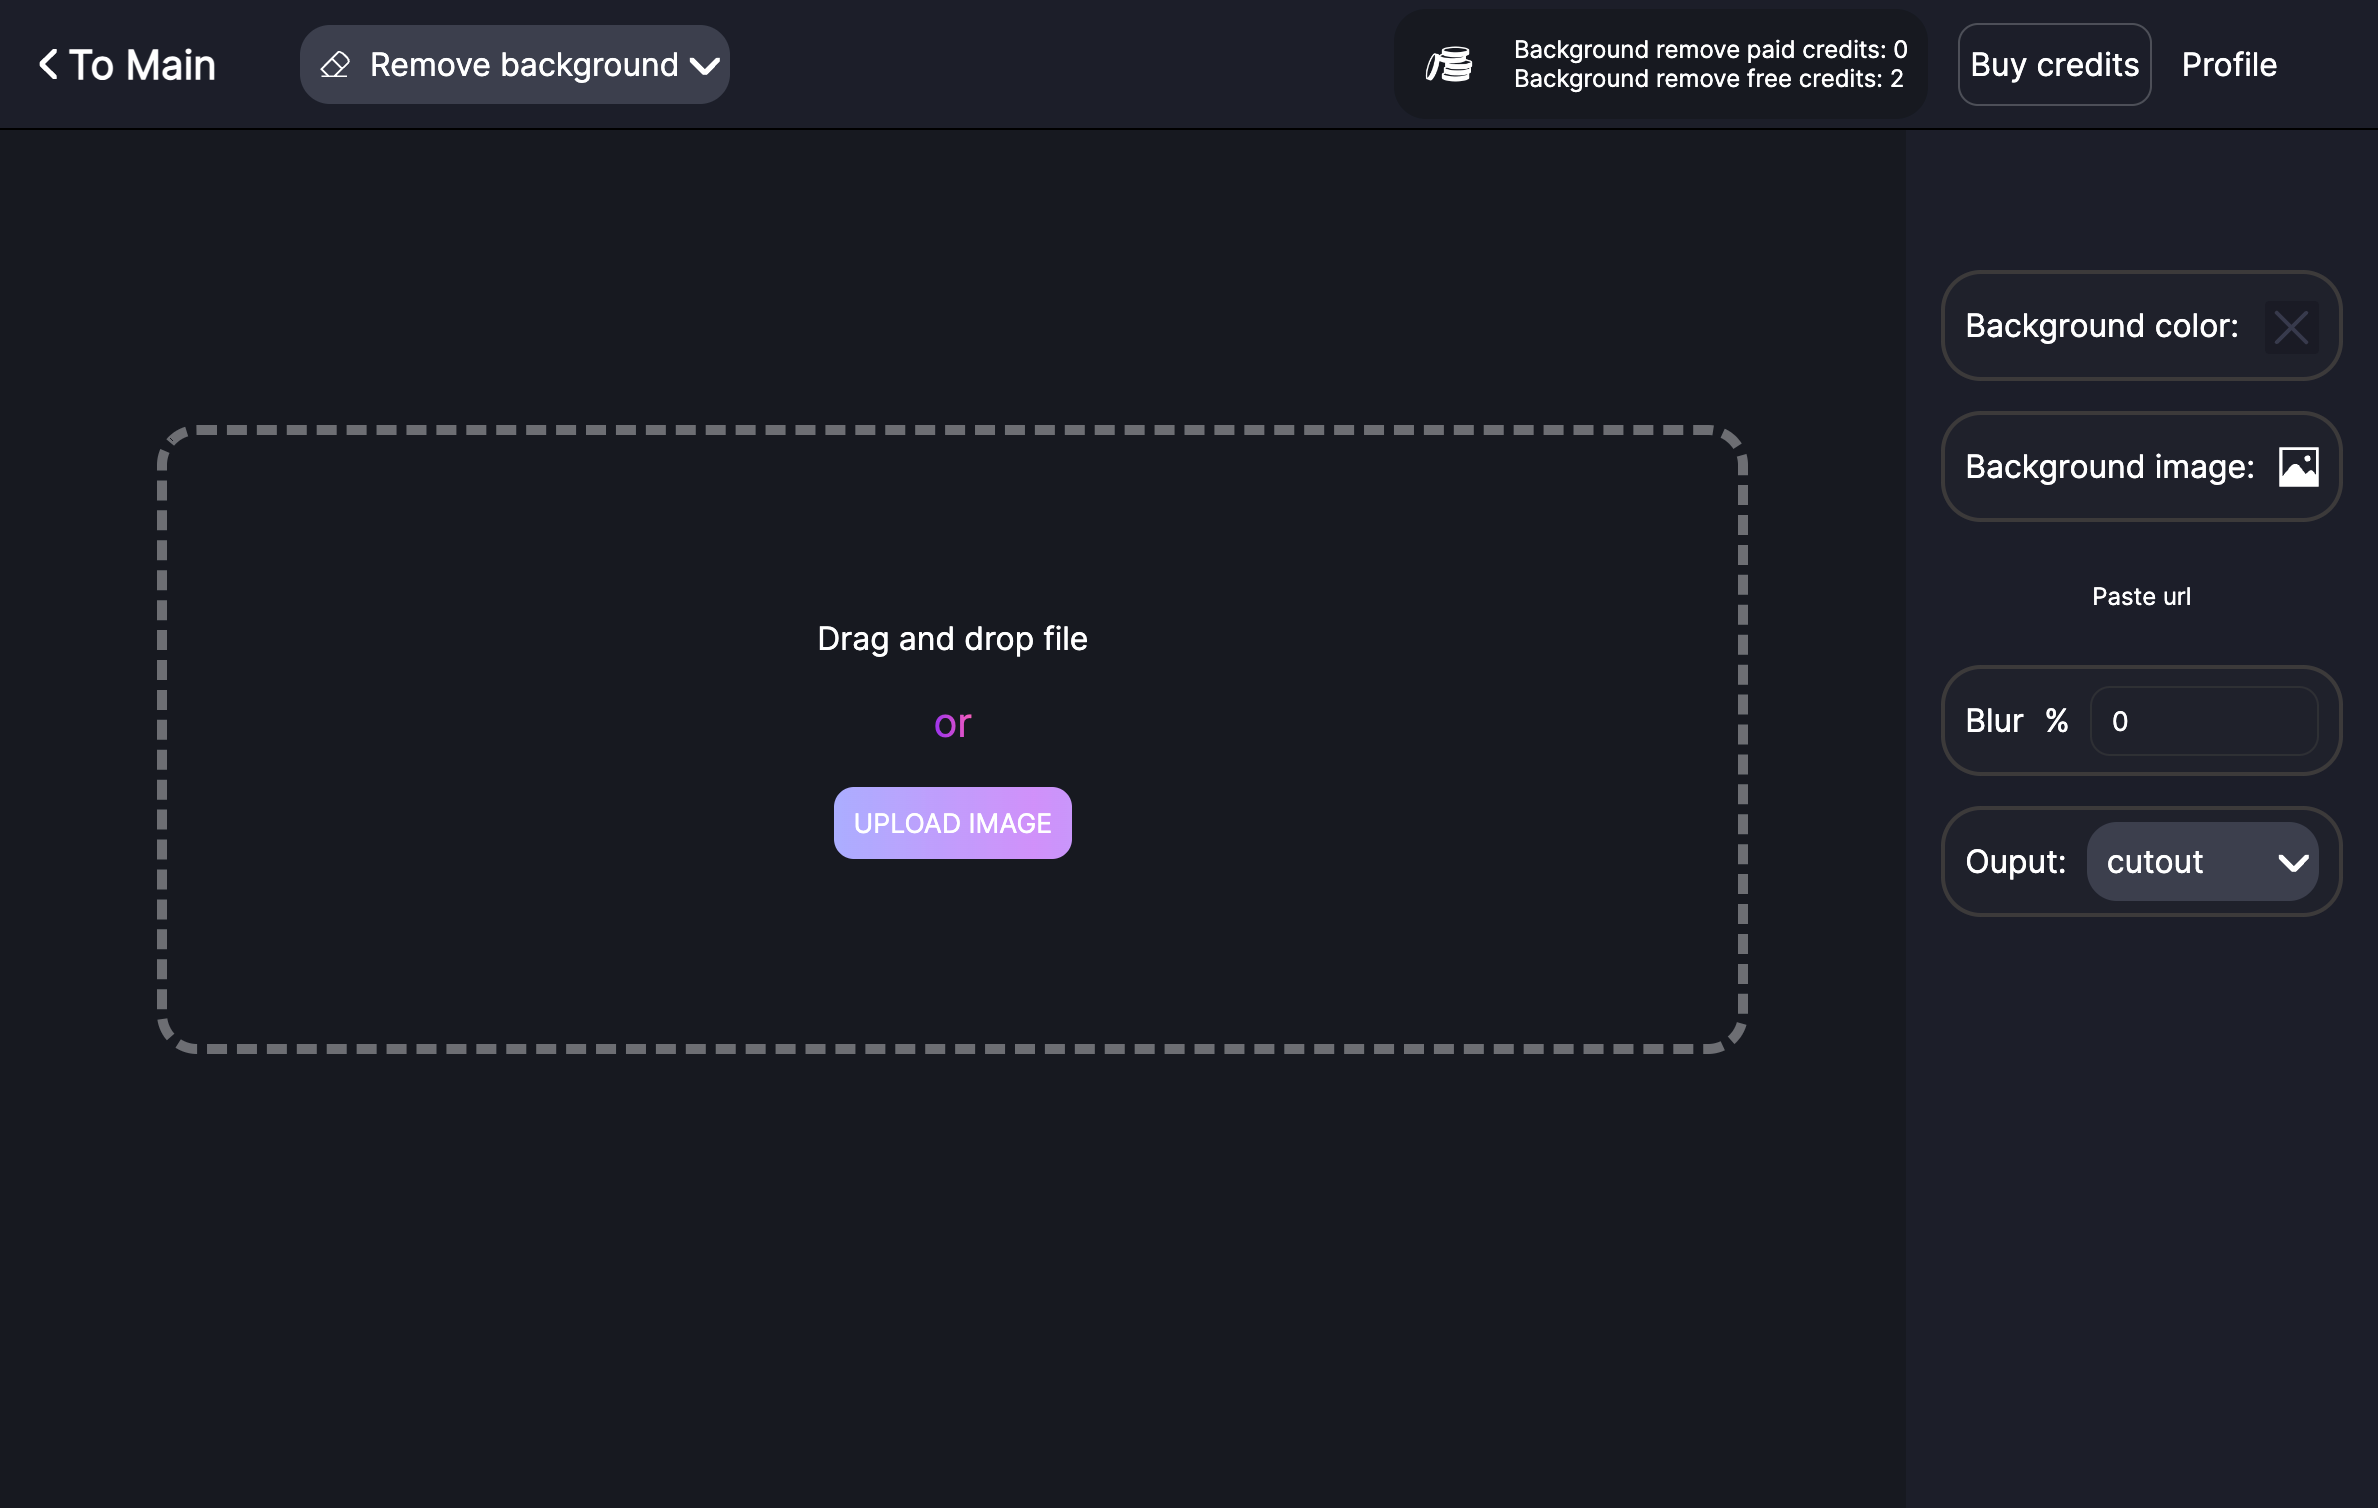 To Main
Remove background
Background remove paid credits: 0
Background remove free credits: 2
Buy credits
Profile
Background color:
Background image:
Paste url
Blur % 0
Ouput: cutout
Drag and drop file
or
UPLOAD IMAGE